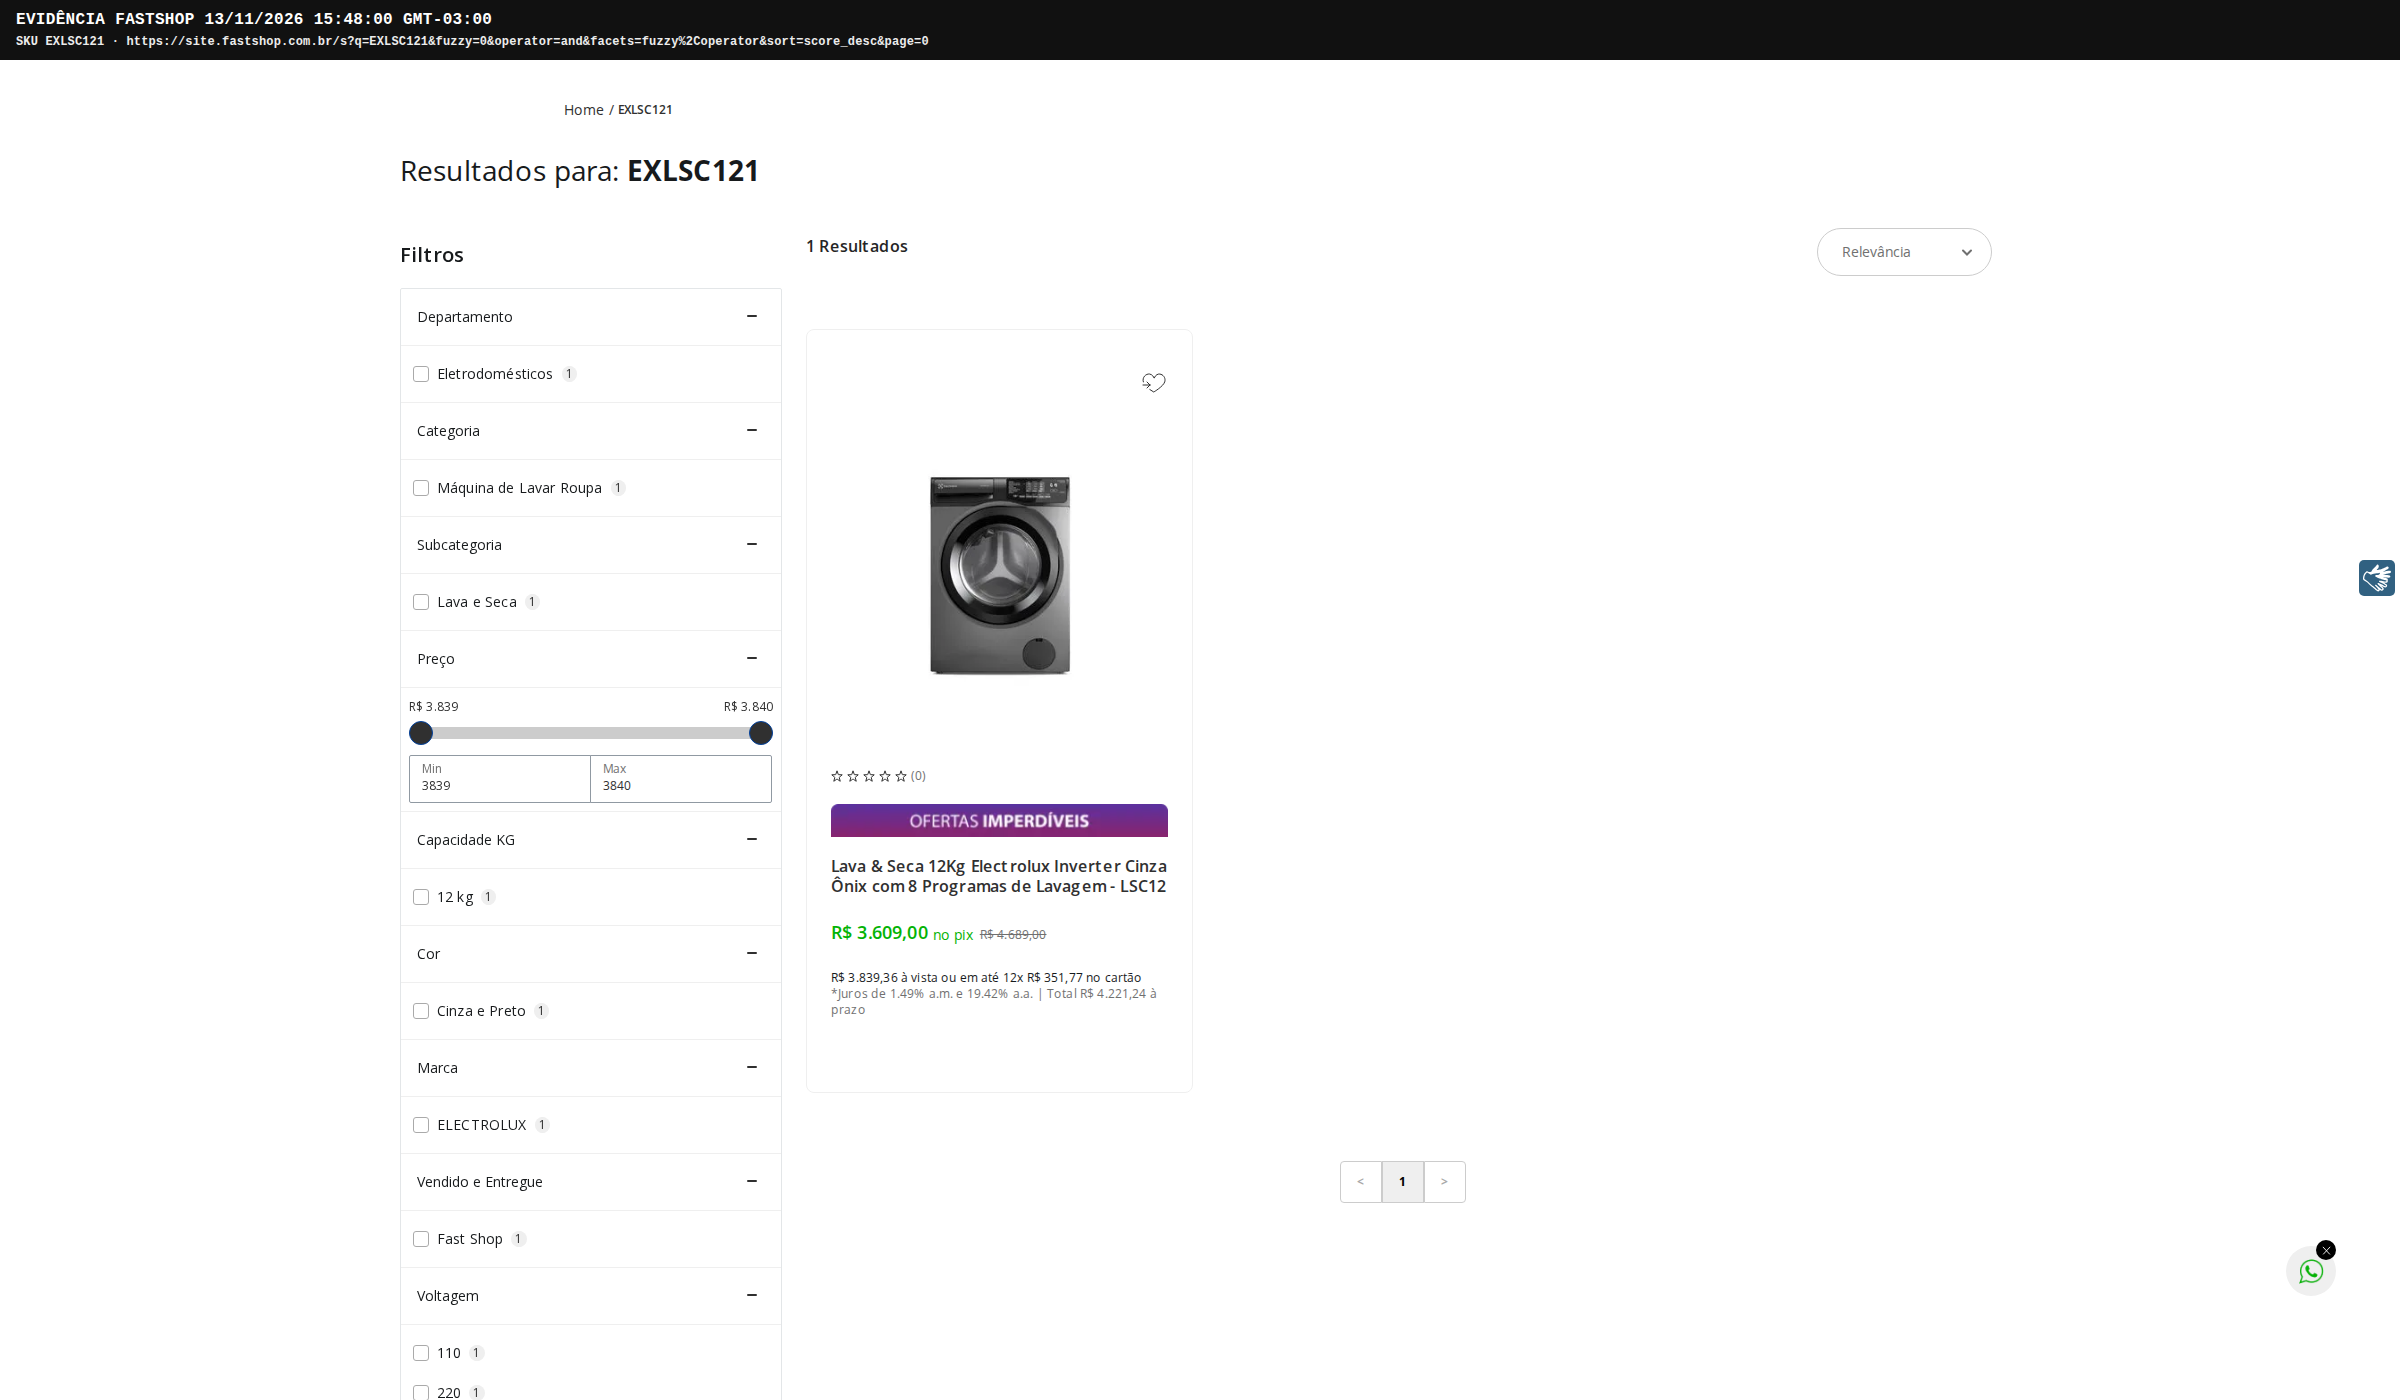 EVIDÊNCIA FASTSHOP 13/11/2026 15:48:00 GMT-03:00
SKU EXLSC121 · https://site.fastshop.com.br/s?q=EXLSC121&fuzzy=0&operator=and&facets=fuzzy%2Coperator&sort=score_desc&page=0
Home / EXLSC121
Resultados para: EXLSC121
Filtros
Departamento
Eletrodomésticos 1
Categoria
Máquina de Lavar Roupa 1
Subcategoria
Lava e Seca 1
Preço
R$ 3.839 R$ 3.840
Min Max
3839 3840
Capacidade KG
12 kg 1
Cor
Cinza e Preto 1
Marca
ELECTROLUX 1
Vendido e Entregue
Fast Shop 1
Voltagem
110 1
220 1
1 Resultados
Relevância
(0)
OFERTAS IMPERDÍVEIS
Lava & Seca 12Kg Electrolux Inverter Cinza
Ônix com 8 Programas de Lavagem - LSC12
R$ 3.609,00 no pix R$ 4.689,00
R$ 3.839,36 à vista ou em até 12x R$ 351,77 no cartão
*Juros de 1.49% a.m. e 19.42% a.a. | Total R$ 4.221,24 à
prazo
< 1 >